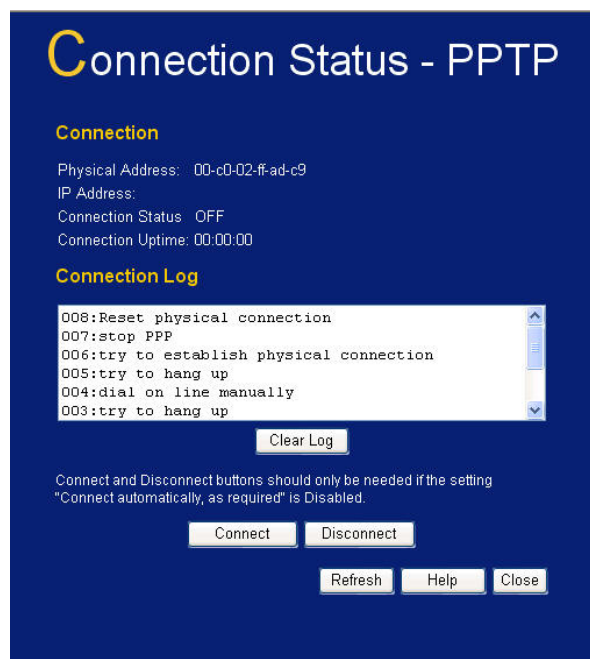 Connection Status - PPTP
Connection
Physical Address: 00-c0-02-ff-ad-c9
IP Address:
Connection Status OFF
Connection Uptime: 00:00:00
Connection Log
008:Reset physical connection
007:stop PPP
006:try to establish physical connection
005:try to hang up
004:dial on line manually
003:try to hang up
Clear Log
Connect and Disconnect buttons should only be needed if the setting
"Connect automatically, as required" is Disabled.
Connect Disconnect
Refresh Help Close